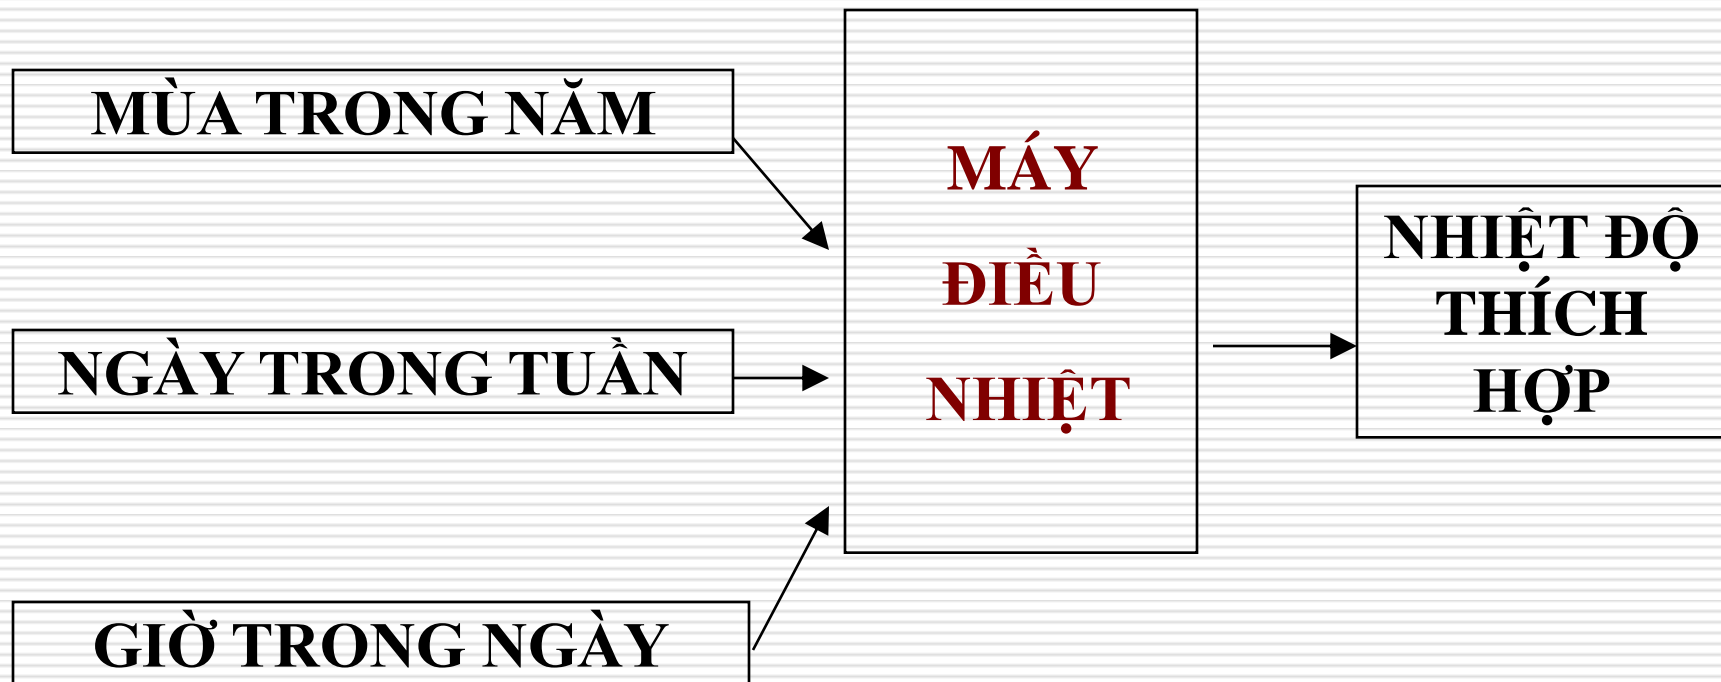 MÙA TRONG NĂM
NGÀY TRONG TUẦN
GIỜ TRONG NGÀY
MÁY
ĐIỀU
NHIỆT
NHIỆT ĐỘ
THÍCH
HỢP